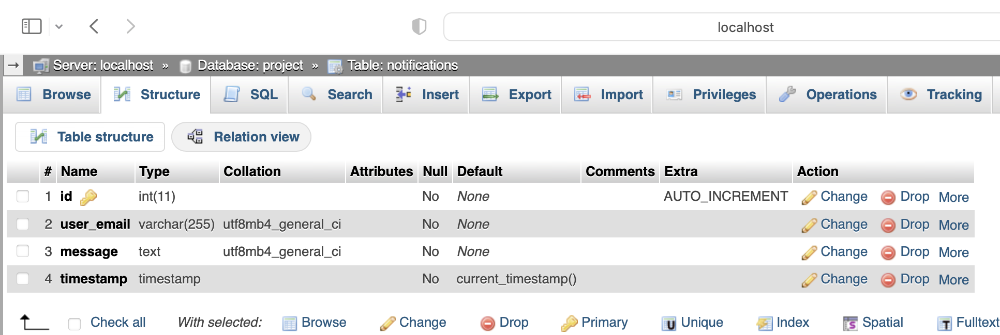 localhost
→ Server: localhost » Database: project » Table: notifications
Browse Structure SQL Search Insert Export Import Privileges Operations Tracking
Table structure Relation view
# Name Type Collation Attributes Null Default Comments Extra Action
1 id int(11) No None AUTO_INCREMENT Change Drop More
2 user_email varchar(255) utf8mb4_general_ci No None Change Drop More
3 message text utf8mb4_general_ci No None Change Drop More
4 timestamp timestamp No current_timestamp() Change Drop More
Check all With selected: Browse Change Drop Primary Unique Index Spatial Fulltext